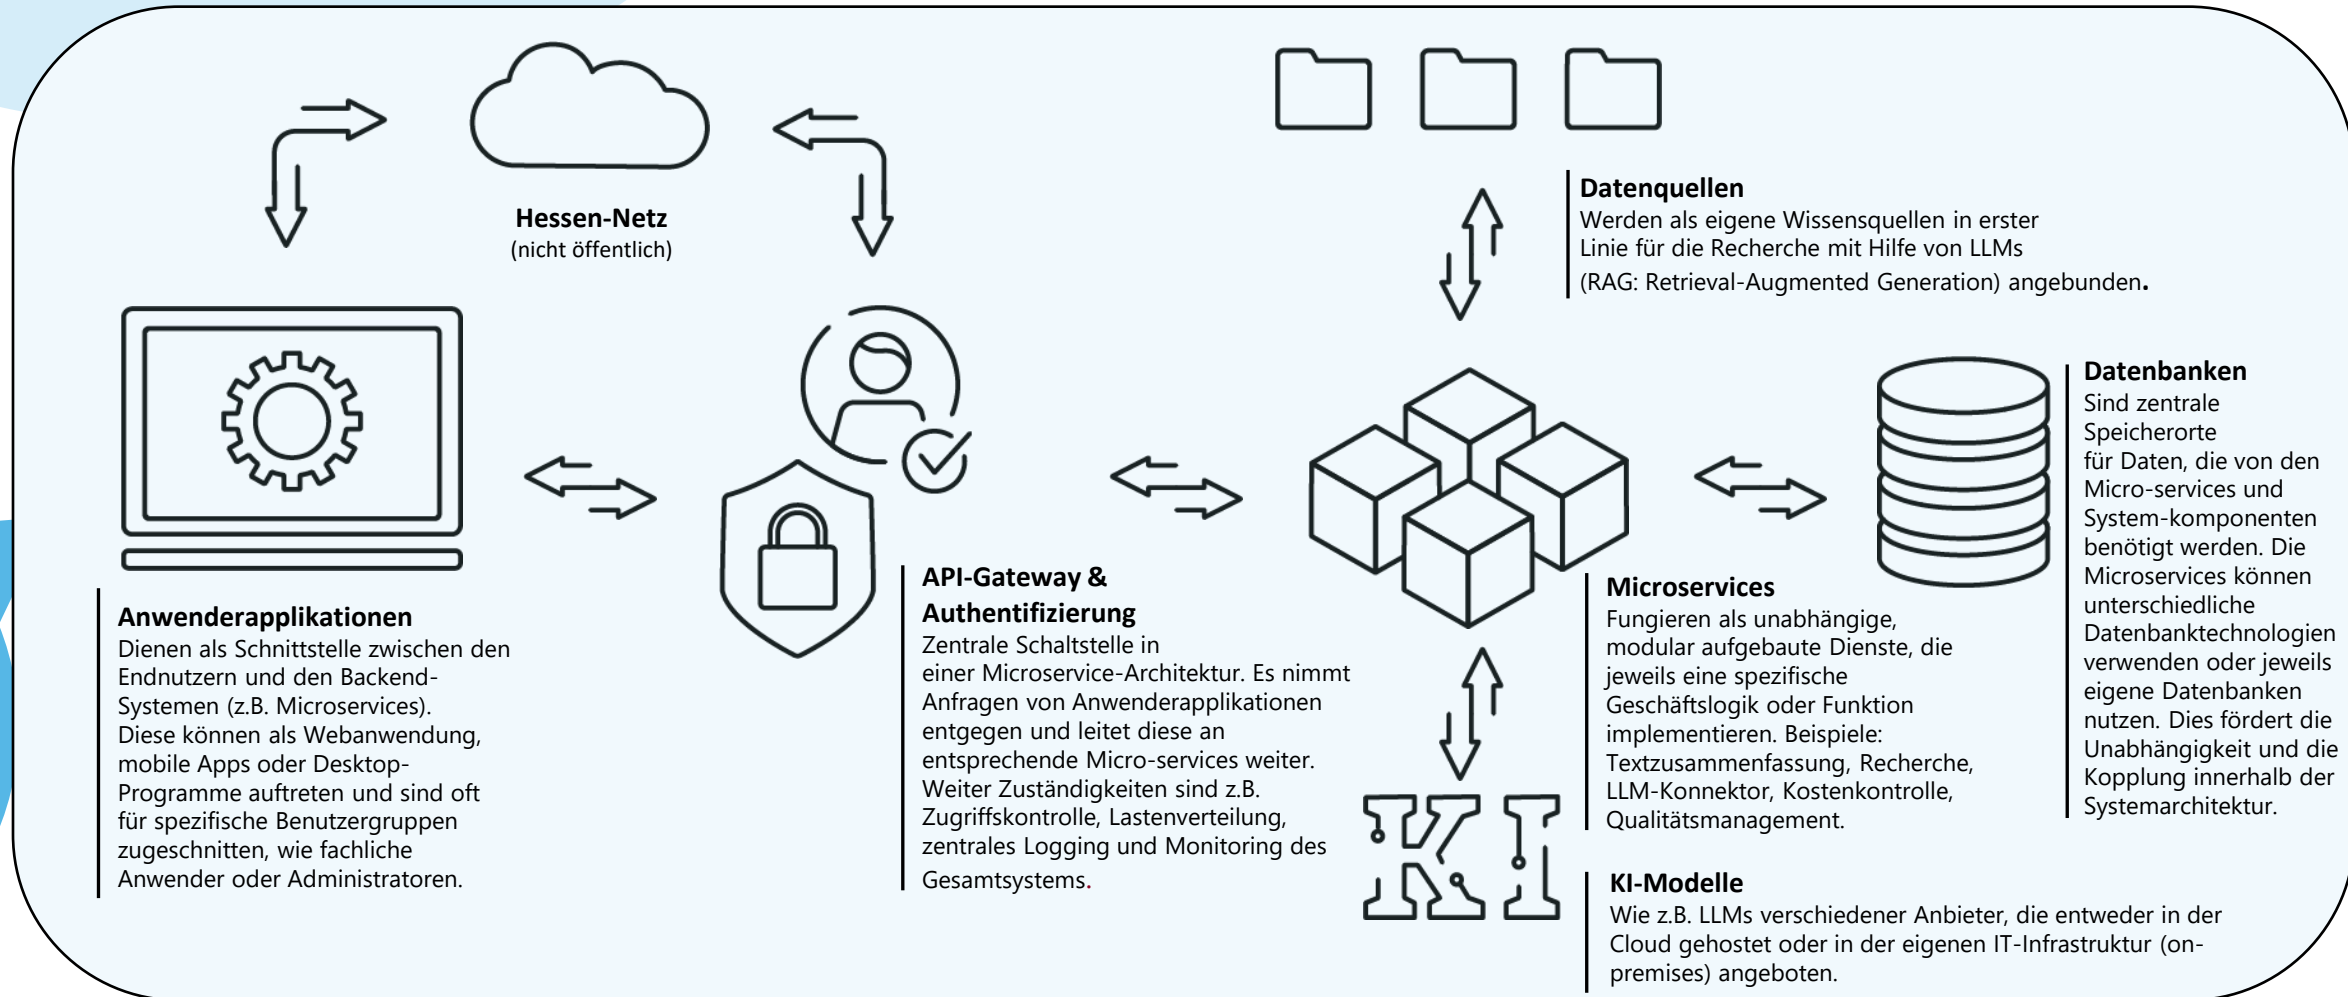 Hessen-Netz
(nicht öffentlich)
Datenquellen
Werden als eigene Wissensquellen in erster
Linie für die Recherche mit Hilfe von LLMs
(RAG: Retrieval-Augmented Generation) angebunden.
Anwenderapplikationen
Dienen als Schnittstelle zwischen den
Endnutzern und den Backend-
Systemen (z.B. Microservices).
Diese können als Webanwendung,
mobile Apps oder Desktop-
Programme auftreten und sind oft
für spezifische Benutzergruppen
zugeschnitten, wie fachliche
Anwender oder Administratoren.
API-Gateway &
Authentifizierung
Zentrale Schaltstelle in
einer Microservice-Architektur. Es nimmt
Anfragen von Anwenderapplikationen
entgegen und leitet diese an
entsprechende Micro-services weiter.
Weiter Zuständigkeiten sind z.B.
Zugriffskontrolle, Lastenverteilung,
zentrales Logging und Monitoring des
Gesamtsystems.
Microservices
Fungieren als unabhängige,
modular aufgebaute Dienste, die
jeweils eine spezifische
Geschäftslogik oder Funktion
implementieren. Beispiele:
Textzusammenfassung, Recherche,
LLM-Konnektor, Kostenkontrolle,
Qualitätsmanagement.
Datenbanken
Sind zentrale
Speicherorte
für Daten, die von den
Micro-services und
System-komponenten
benötigt werden. Die
Microservices können
unterschiedliche
Datenbanktechnologien
verwenden oder jeweils
eigene Datenbanken
nutzen. Dies fördert die
Unabhängigkeit und die
Kopplung innerhalb der
Systemarchitektur.
KI
KI-Modelle
Wie z.B. LLMs verschiedener Anbieter, die entweder in der
Cloud gehostet oder in der eigenen IT-Infrastruktur (on-
premises) angeboten.